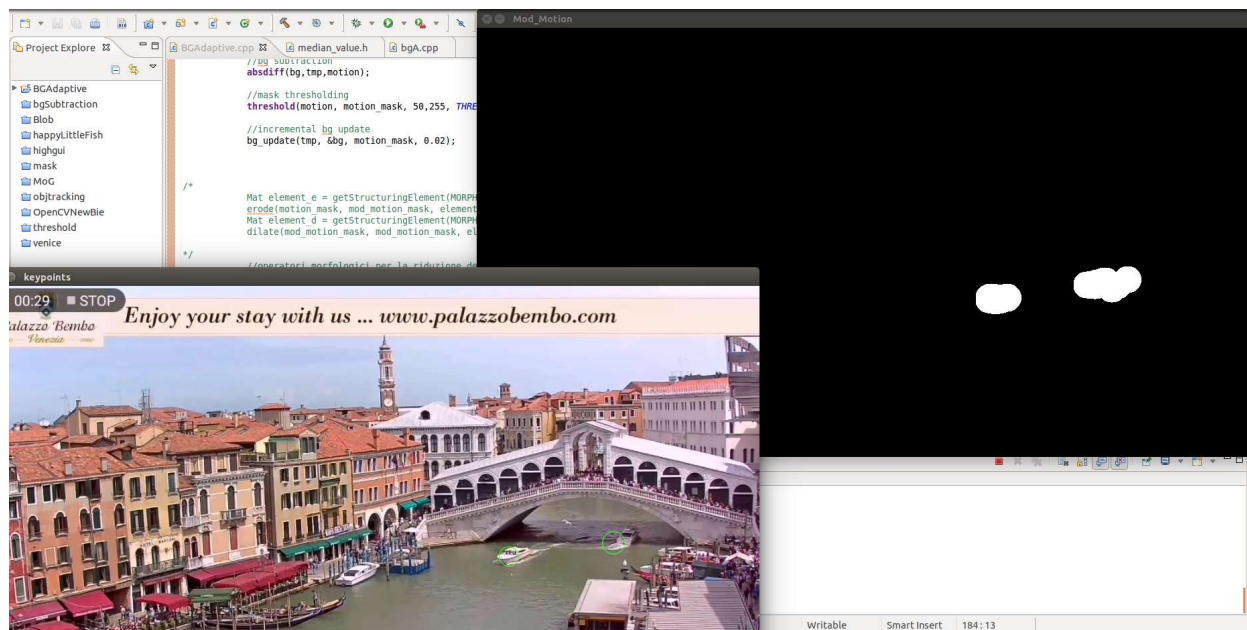 Mod_Motion
Project Explore
BGAdaptive.cpp
median_value.h
bgA.cpp
BGAdaptive
bgSubtraction
Blob
happyLittleFish
highgui
mask
MoG
objtracking
OpenCVNewBie
threshold
venice
//bg subtraction
absdiff(bg,tmp,motion);
//mask thresholding
threshold(motion, motion_mask, 50,255, THRE
//incremental bg update
bg_update(tmp, &bg, motion_mask, 0.02);
/*
Mat element_e = getStructuringElement(MORPH
erode(motion_mask, mod_motion_mask, element
Mat element_d = getStructuringElement(MORPH
dilate(mod_motion_mask, mod_motion_mask, el
*/
//operatori morfologici per la riduzione de
keypoints
00:29 STOP
Enjoy your stay with us ... www.palazzobembo.com
Palazzo Bembo
Venezia
Writable
Smart Insert
184:13